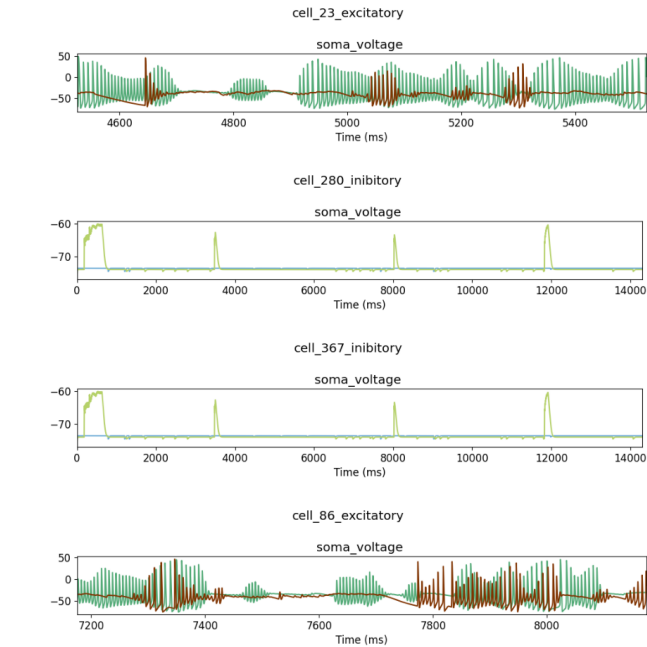 cell_23_excitatory
soma_voltage
50
0
−50
4600 4800 5000 5200 5400
Time (ms)
cell_280_inibitory
soma_voltage
−60
−70
0 2000 4000 6000 8000 10000 12000 14000
Time (ms)
cell_367_inibitory
soma_voltage
−60
−70
0 2000 4000 6000 8000 10000 12000 14000
Time (ms)
cell_86_excitatory
soma_voltage
50
0
−50
7200 7400 7600 7800 8000
Time (ms)